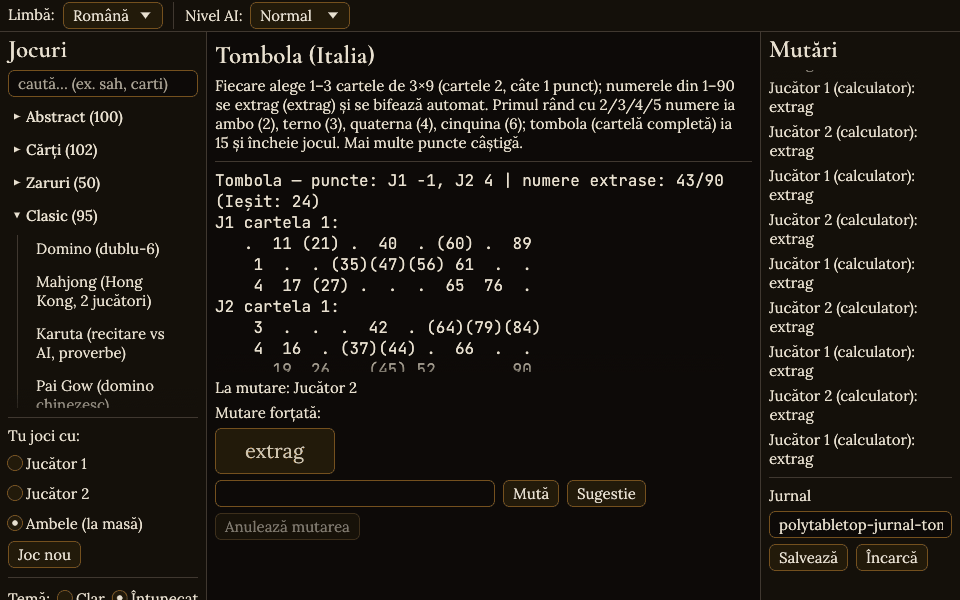 Limbă: Română ▼ Nivel AI: Normal ▼
Jocuri
caută... (ex. sah, carti)
▸ Abstract (100)
▸ Cărți (102)
▸ Zaruri (50)
▾ Clasic (95)
Domino (dublu-6)
Mahjong (Hong
Kong, 2 jucători)
Karuta (recitare vs
AI, proverbe)
Pai Gow (domino
chinezesc)
Tu joci cu:
Jucător 1
Jucător 2
Ambele (la masă)
Joc nou
Temă: Clar Întunecat
Tombola (Italia)
Fiecare alege 1–3 cartele de 3×9 (cartele 2, câte 1 punct); numerele din 1–90
se extrag (extrag) și se bifează automat. Primul rând cu 2/3/4/5 numere ia
ambo (2), terno (3), quaterna (4), cinquina (6); tombola (cartelă completă) ia
15 și încheie jocul. Mai multe puncte câștigă.
Tombola — puncte: J1 -1, J2 4 | numere extrase: 43/90
(Ieșit: 24)
J1 cartela 1:
. 11 (21) . 40 . (60) . 89
1 . . (35)(47)(56) 61 . .
4 17 (27) . . . 65 76 .
J2 cartela 1:
3 . . . 42 . (64)(79)(84)
4 16 . (37)(44) . 66 . .
19 26 (45) 52 90
La mutare: Jucător 2
Mutare forțată:
extrag
Mută Sugestie
Anulează mutarea
Mutări
Jucător 1 (calculator):
extrag
Jucător 2 (calculator):
extrag
Jucător 1 (calculator):
extrag
Jucător 2 (calculator):
extrag
Jucător 1 (calculator):
extrag
Jucător 2 (calculator):
extrag
Jucător 1 (calculator):
extrag
Jucător 2 (calculator):
extrag
Jucător 1 (calculator):
extrag
Jurnal
polytabletop-jurnal-tom
Salvează Încarcă